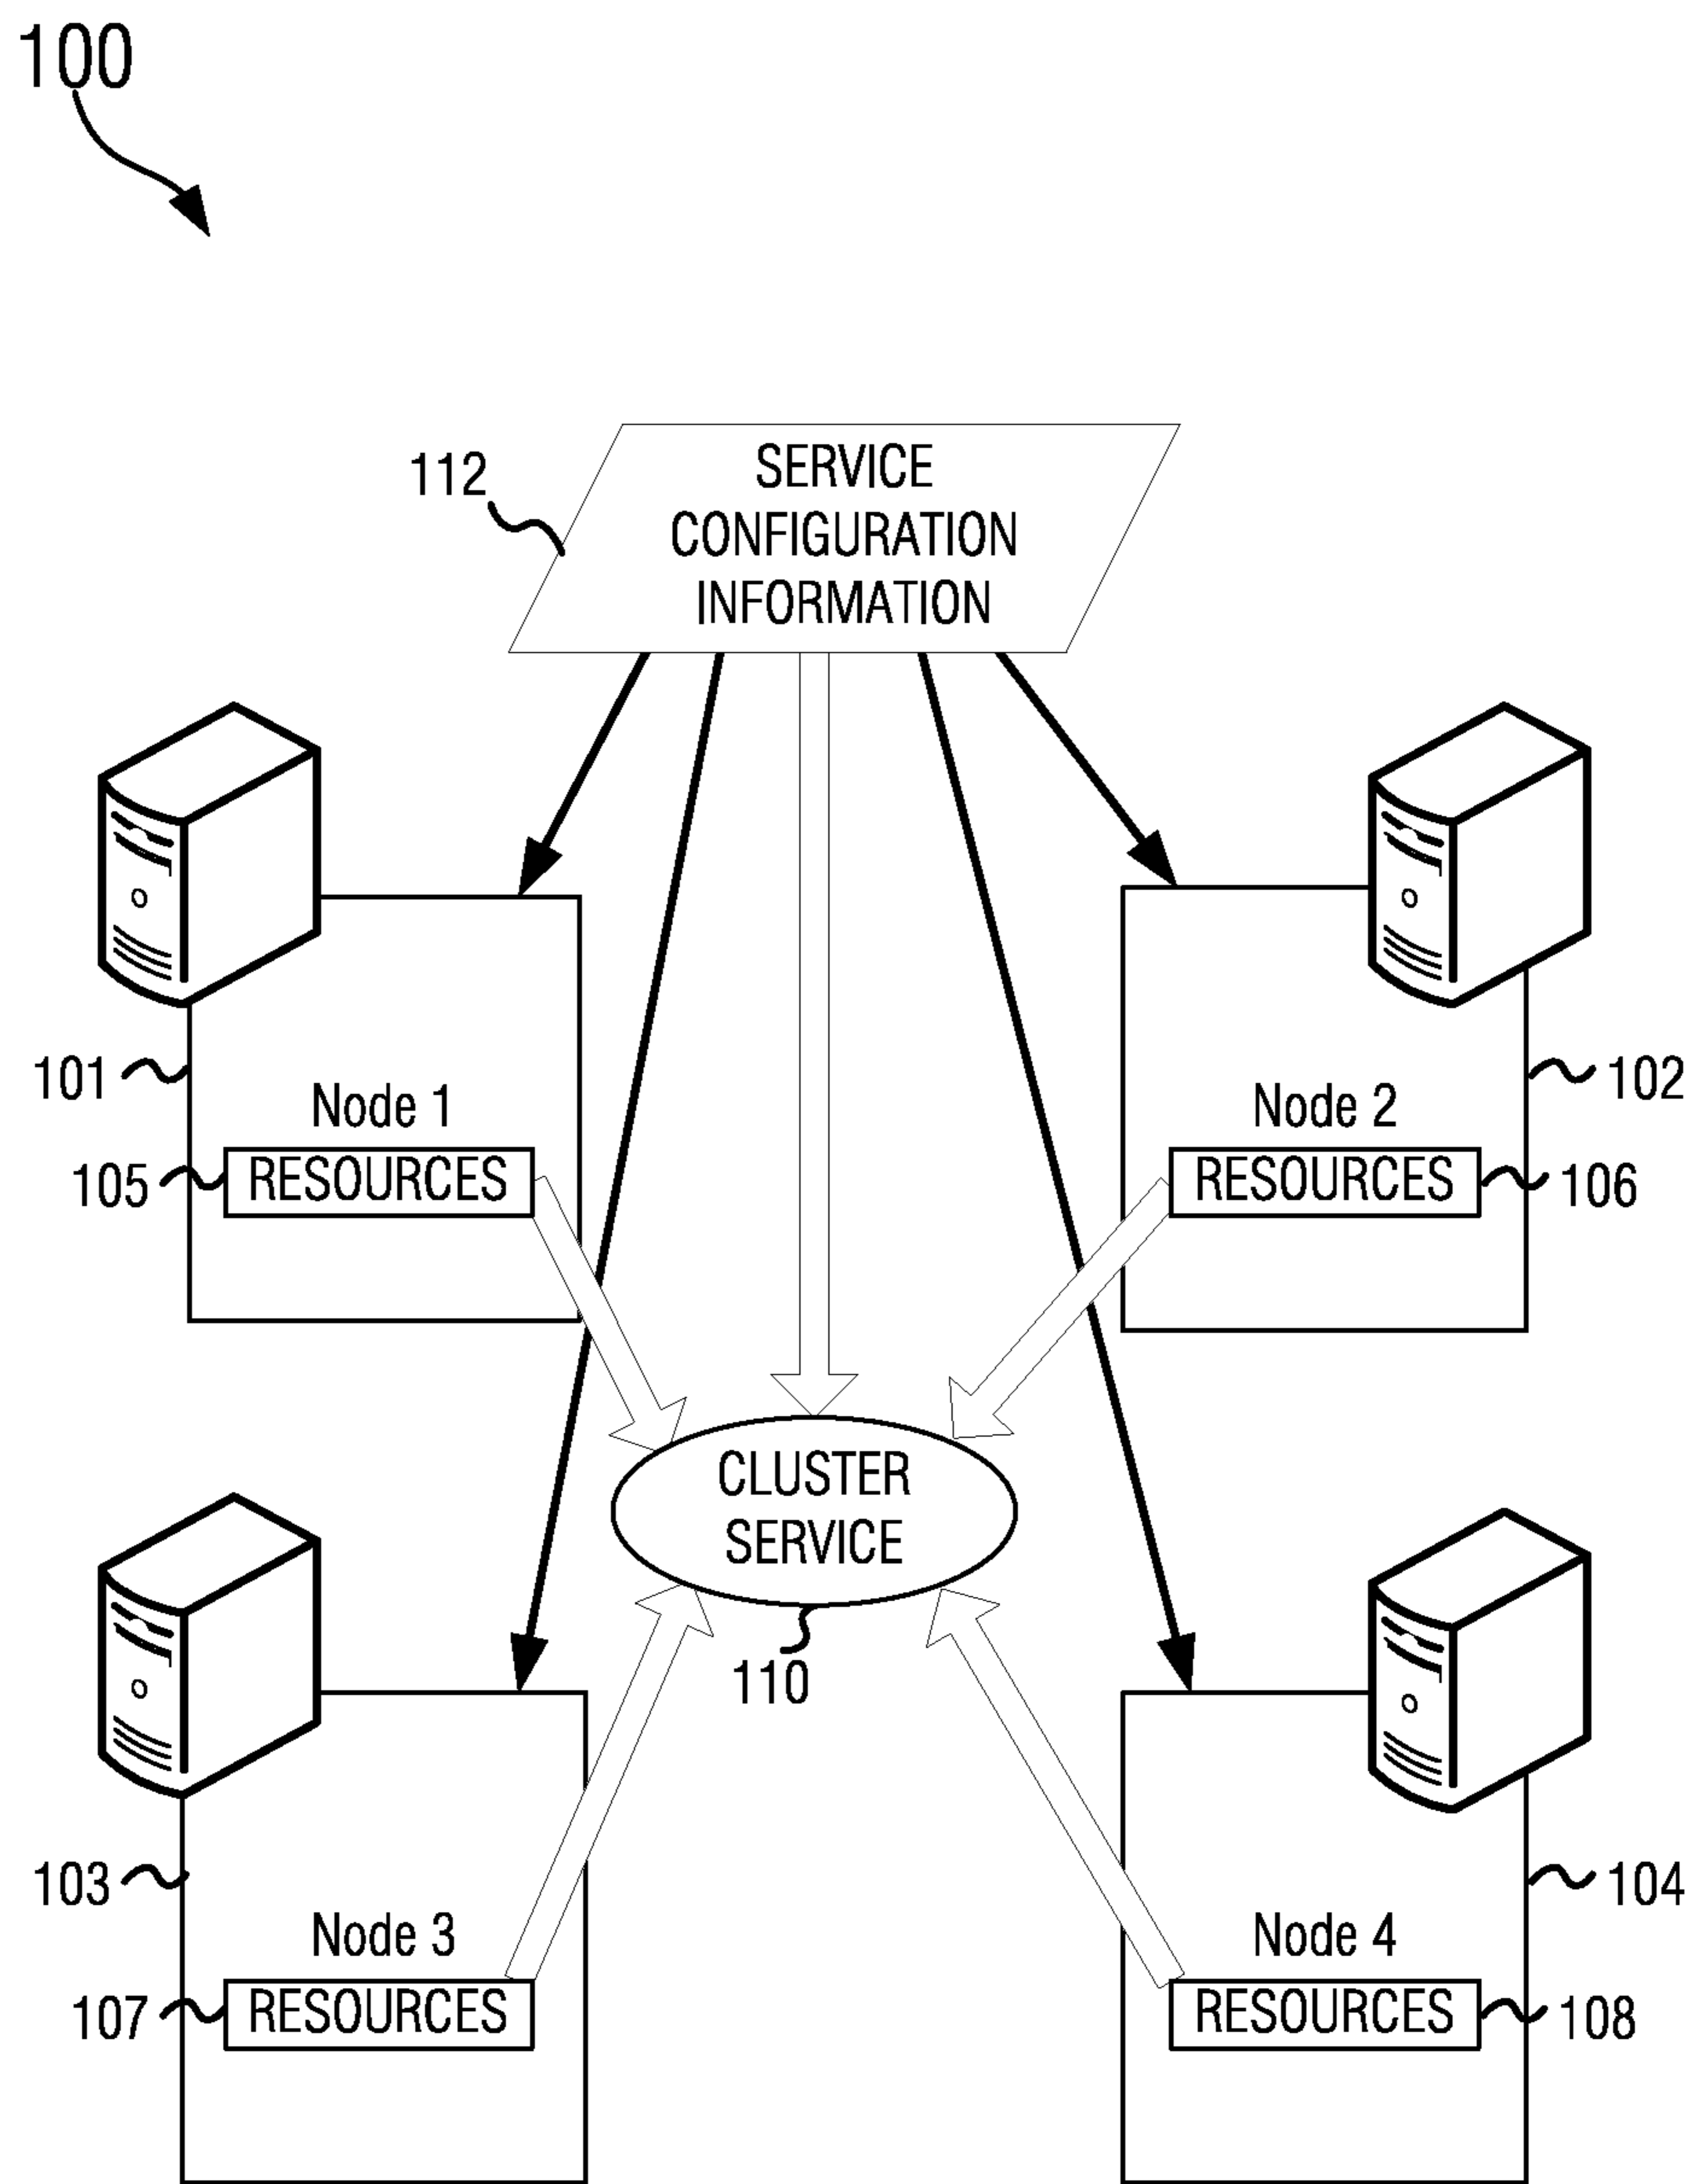 100
112
SERVICE
CONFIGURATION
INFORMATION
101
Node 1
105
RESOURCES
102
Node 2
RESOURCES
106
CLUSTER
SERVICE
110
103
Node 3
107
RESOURCES
104
Node 4
RESOURCES
108